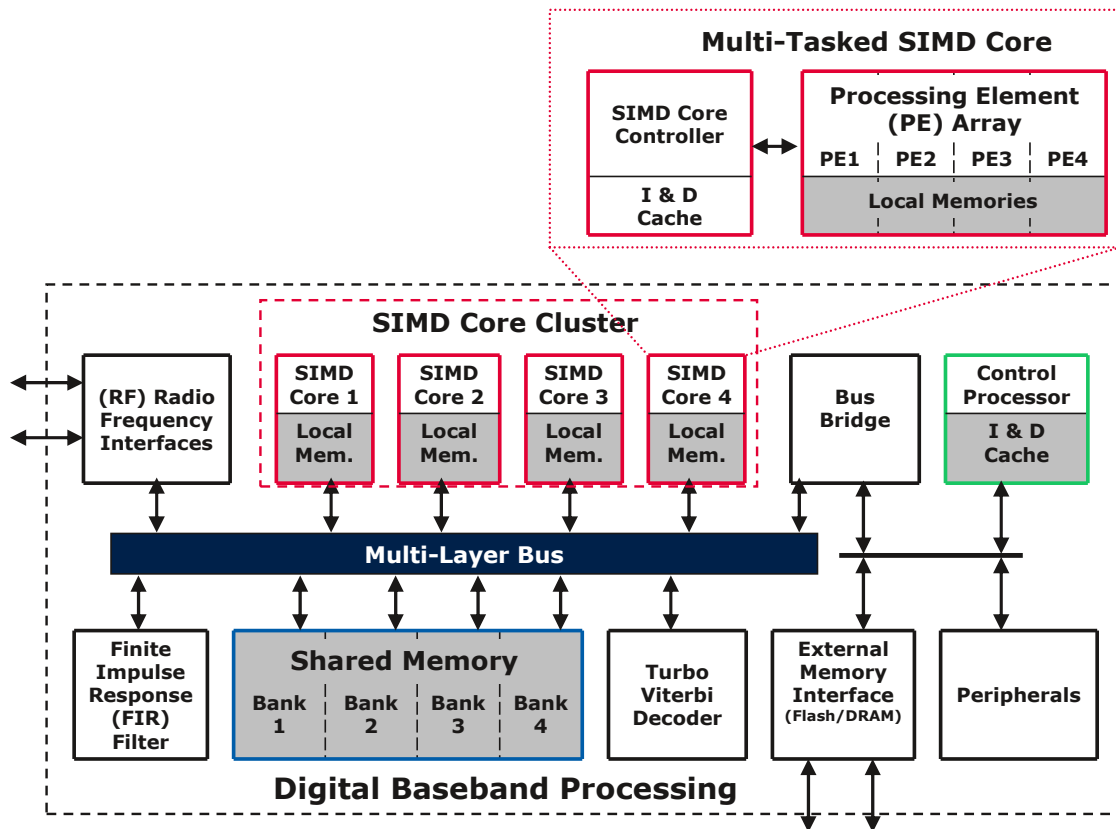 Multi-Tasked SIMD Core
SIMD Core
Controller
I & D
Cache
Processing Element
(PE) Array
PE1
PE2
PE3
PE4
Local Memories
SIMD Core Cluster
(RF) Radio
Frequency
Interfaces
SIMD
Core 1
Local
Mem.
SIMD
Core 2
Local
Mem.
SIMD
Core 3
Local
Mem.
SIMD
Core 4
Local
Mem.
Bus
Bridge
Control
Processor
I & D
Cache
Multi-Layer Bus
Finite
Impulse
Response
(FIR)
Filter
Shared Memory
Bank
1
Bank
2
Bank
3
Bank
4
Turbo
Viterbi
Decoder
External
Memory
Interface
(Flash/DRAM)
Peripherals
Digital Baseband Processing